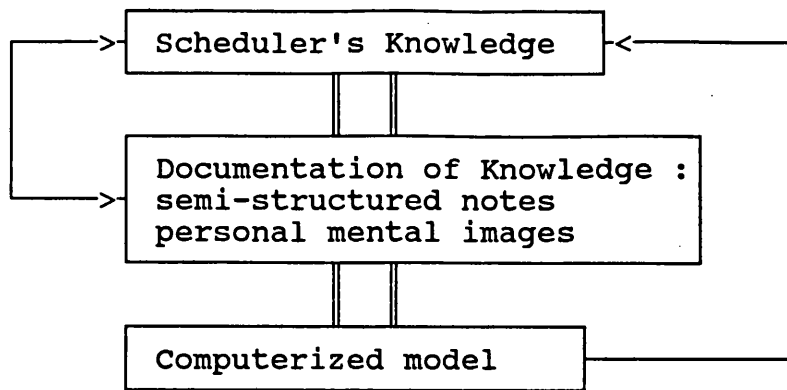 Scheduler's Knowledge
Documentation of Knowledge :
semi-structured notes
personal mental images
Computerized model